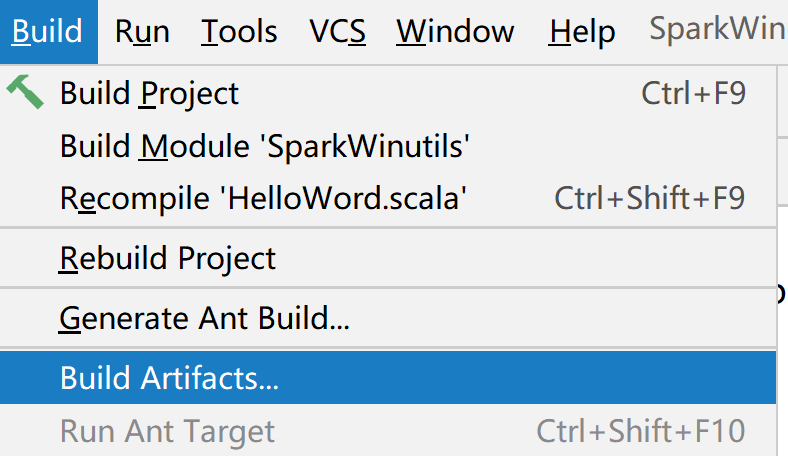 Build Run Tools VCS Window Help SparkWin
Build Project Ctrl+F9
Build Module 'SparkWinutils'
Recompile 'HelloWord.scala' Ctrl+Shift+F9
Rebuild Project
Generate Ant Build...
Build Artifacts...
Run Ant Target Ctrl+Shift+F10